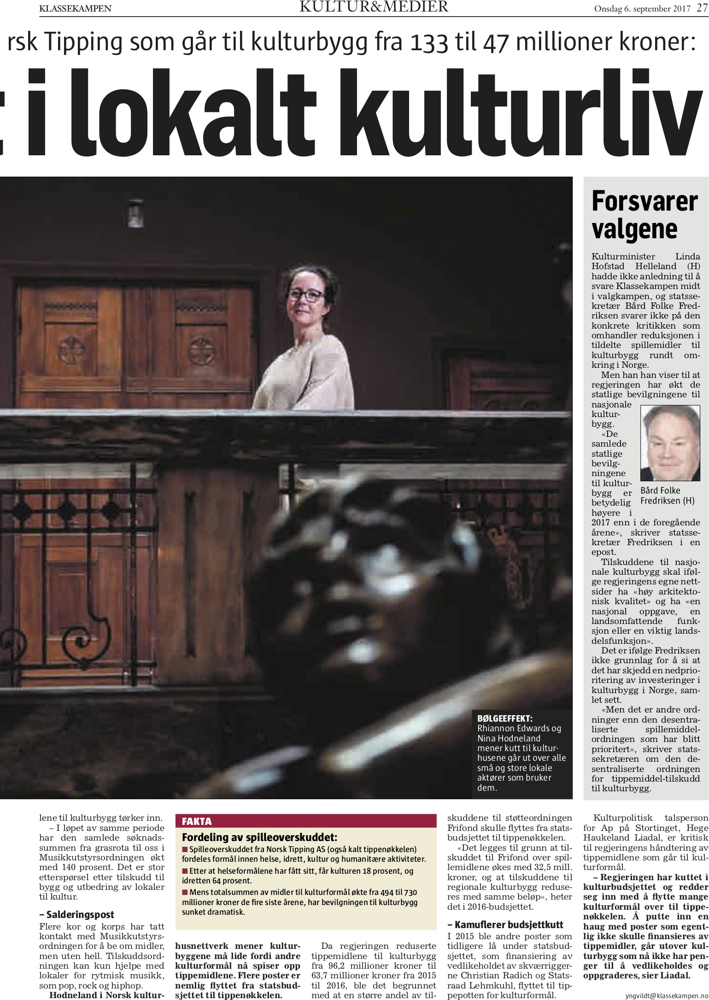 KLASSEKAMPEN
KULTUR&MEDIER
Onsdag 6. september 2017 27
rsk Tipping som går til kulturbygg fra 133 til 47 millioner kroner:
i lokalt kulturliv
BØLGEEFFEKT:
Rhiannon Edwards og
Nina Hodneland
mener kutt til kultur-
husene går ut over alle
små og store lokale
aktører som bruker
dem.
Forsvarer
valgene
Kulturminister Linda
Hofstad Helleland (H)
hadde ikke anledning til å
svare Klassekampen midt
i valgkampen, og statsse-
kretær Bård Folke Fred-
riksen svarer ikke på den
konkrete kritikken som
omhandler reduksjonen i
tildelte spillemidler til
kulturbygg rundt om-
kring i Norge.
Men han han viser til at
regjeringen har økt de
statlige bevilgningene til
nasjonale
kultur-
bygg.
«De
samlede
statlige
bevilg-
ningene
til kultur-
bygg er
betydelig
høyere i
2017 enn i de foregående
årene», skriver statsse-
kretær Fredriksen i en
epost.
Tilskuddene til nasjo-
nale kulturbygg skal iføl-
ge regjeringens egne nett-
sider ha «høy arkitekto-
nisk kvalitet» og ha «en
nasjonal oppgave, en
landsomfattende funk-
sjon eller en viktig lands-
delsfunksjon».
Det er ifølge Fredriksen
ikke grunnlag for å si at
det har skjedd en nedprio-
ritering av investeringer i
kulturbygg i Norge, sam-
let sett.
«Men det er andre ord-
ninger enn den desentra-
liserte spillemiddel-
ordningen som har blitt
prioritert», skriver stats-
sekretæren om den de-
sentraliserte ordningen
for tippemiddel-tilskudd
til kulturbygg.
Bård Folke
Fredriksen (H)
lene til kulturbygg tørker inn.
– I løpet av samme periode
har den samlede søknads-
summen fra grasrota til oss i
Musikkutstyrsordningen økt
med 140 prosent. Det er stor
etterspørsel etter tilskudd til
bygg og utbedring av lokaler
til kultur.
– Salderingspost
Flere kor og korps har tatt
kontakt med Musikkutstyrs-
ordningen for å be om midler,
men uten hell. Tilskuddsord-
ningen kan kun hjelpe med
lokaler for rytmisk musikk,
som pop, rock og hiphop.
Hodneland i Norsk kultur-
FAKTA
Fordeling av spilleoverskuddet:
■ Spilleoverskuddet fra Norsk Tipping AS (også kalt tippenøkkelen)
fordeles formål innen helse, idrett, kultur og humanitære aktiviteter.
■ Etter at helseformålene har fått sitt, får kulturen 18 prosent, og
idretten 64 prosent.
■ Mens totalsummen av midler til kulturformål økte fra 494 til 730
millioner kroner de fire siste årene, har bevilgningen til kulturbygg
sunket dramatisk.
husnettverk mener kultur-
byggene må lide fordi andre
kulturformål nå spiser opp
tippemidlene. Flere poster er
nemlig flyttet fra statsbud-
sjettet til tippenøkkelen.
Da regjeringen reduserte
tippemidlene til kulturbygg
fra 96,2 millioner kroner til
63,7 millioner kroner fra 2015
til 2016, ble det begrunnet
med at en større andel av til-
skuddene til støtteordningen
Frifond skulle flyttes fra stats-
budsjettet til tippenøkkelen.
«Det legges til grunn at til-
skuddet til Frifond over spil-
lemidlene økes med 32,5 mill.
kroner, og at tilskuddene til
regionale kulturbygg reduse-
res med samme beløp», heter
det i 2016-budsjettet.
– Kamuflerer budsjettkutt
I 2015 ble andre poster som
tidligere lå under statsbud-
sjettet, som finansiering av
vedlikeholdet av skværrigger-
ne Christian Radich og Stats-
raad Lehmkuhl, flyttet til tip-
pepotten for kulturformål.
Kulturpolitisk talsperson
for Ap på Stortinget, Hege
Haukeland Liadal, er kritisk
til regjeringens håndtering av
tippemidlene som går til kul-
turformål.
– Regjeringen har kuttet i
kulturbudsjettet og redder
seg inn med å flytte mange
kulturformål over til tippe-
nøkkelen. Å putte inn en
haug med poster som egent-
lig ikke skulle finansieres av
tippemidler, går utover kul-
turbygg som nå ikke har pen-
ger til å vedlikeholdes og
oppgraderes, sier Liadal.
yngvildt@klassekampen.no